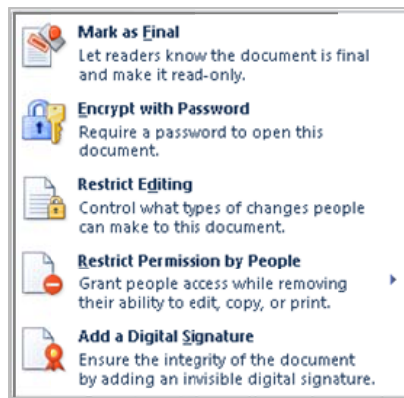 Mark as Final
Let readers know the document is final
and make it read-only.
Encrypt with Password
Require a password to open this
document.
Restrict Editing
Control what types of changes people
can make to this document.
Restrict Permission by People
Grant people access while removing
their ability to edit, copy, or print.
Add a Digital Signature
Ensure the integrity of the document
by adding an invisible digital signature.